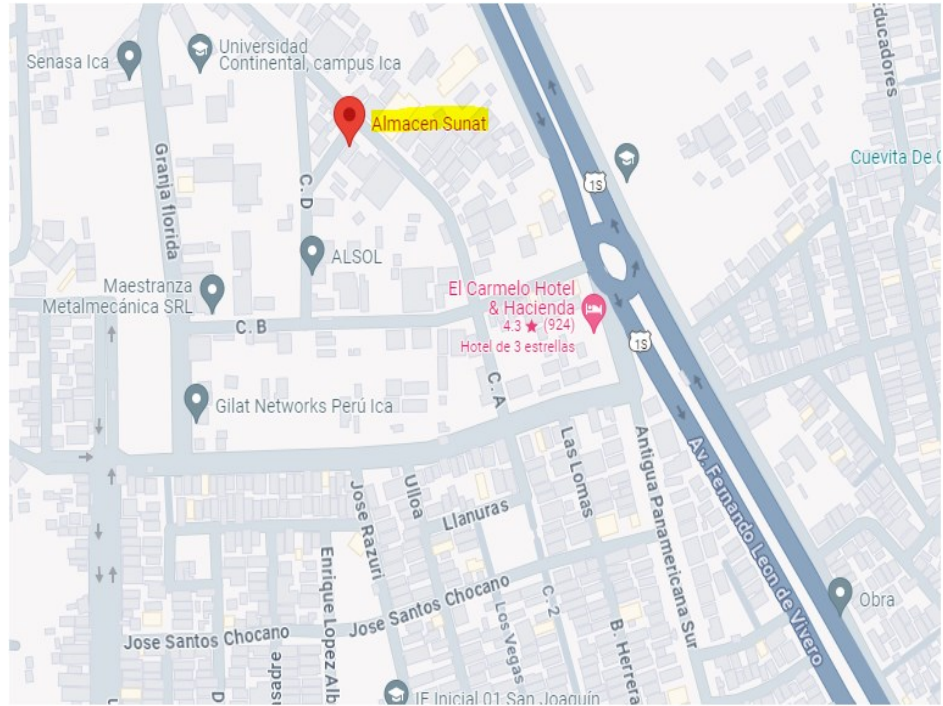 Senasa Ica
Universidad
Continental, campus Ica
Almacen Sunat
Granja florida
C. D
ALSOL
Maestranza
Metalmecánica SRL
C. B
El Carmelo Hotel
& Hacienda
4.3 ★ (924)
Hotel de 3 estrellas
1S
1S
Educadores
Cuevita De
C. A
Gilat Networks Perú Ica
Las Lomas
Antigua Panamericana Sur
Av. Fernando Leon de Vivero
Jose Razuri
Ulloa
Llanuras
Enrique Lopez Alb
Jose Santos Chocano
Jose Santos Chocano
Los Vegas
C. 2
B. Herrera
Obra
IE Inicial 01 San Joaquín